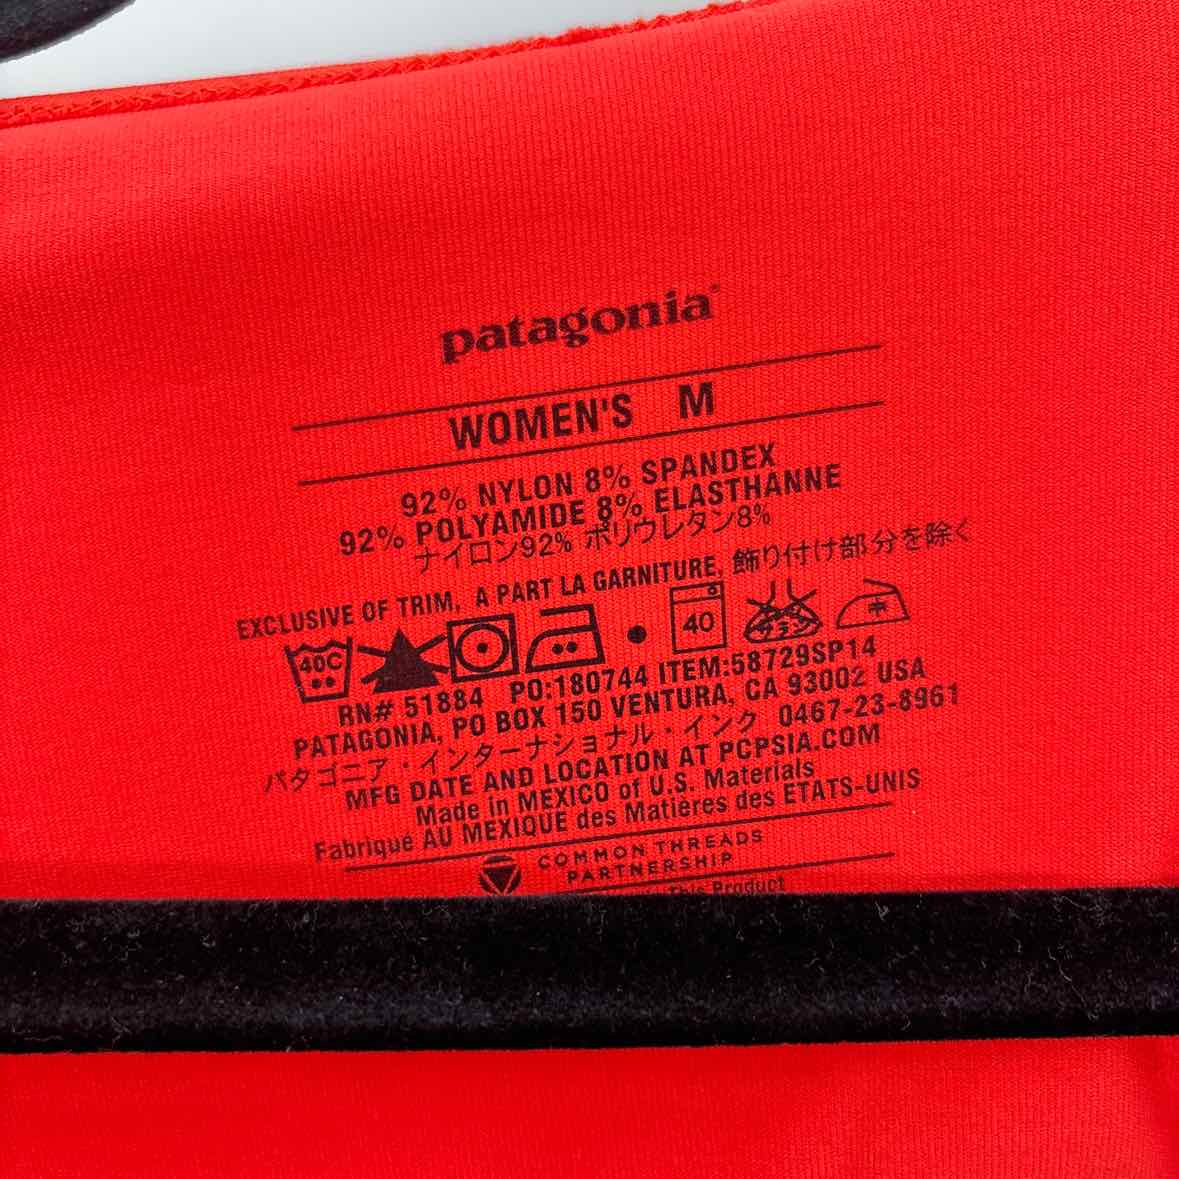 patagonia®
WOMEN'S M
92% NYLON 8% SPANDEX
92% POLYAMIDE 8% ELASTHANNE
ナイロン92% ポリウレタン8%
EXCLUSIVE OF TRIM, A PART LA GARNITURE, 飾り付け部分を除く
40C 40 中
RN# 51884 PO:180744 ITEM:58729SP14
PATAGONIA, PO BOX 150 VENTURA, CA 93002 USA
パタゴニア・インターナショナル・インク 0467-23-8961
MFG DATE AND LOCATION AT PCPSIA.COM
Made in MEXICO of U.S. Materials
Fabriqué AU MEXIQUE des Matières des ETATS-UNIS
COMMON THREADS
PARTNERSHIP
This Product